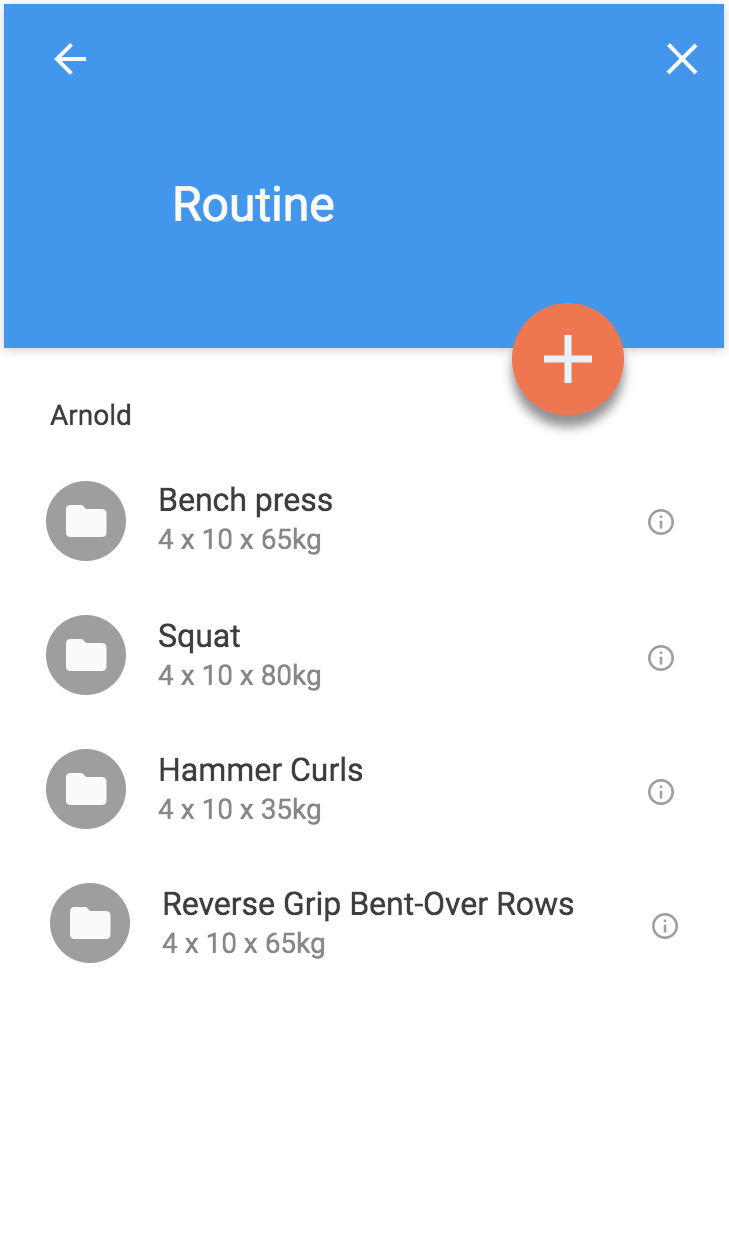 Routine
Arnold
Bench press
4 x 10 x 65kg
Squat
4 x 10 x 80kg
Hammer Curls
4 x 10 x 35kg
Reverse Grip Bent-Over Rows
4 x 10 x 65kg